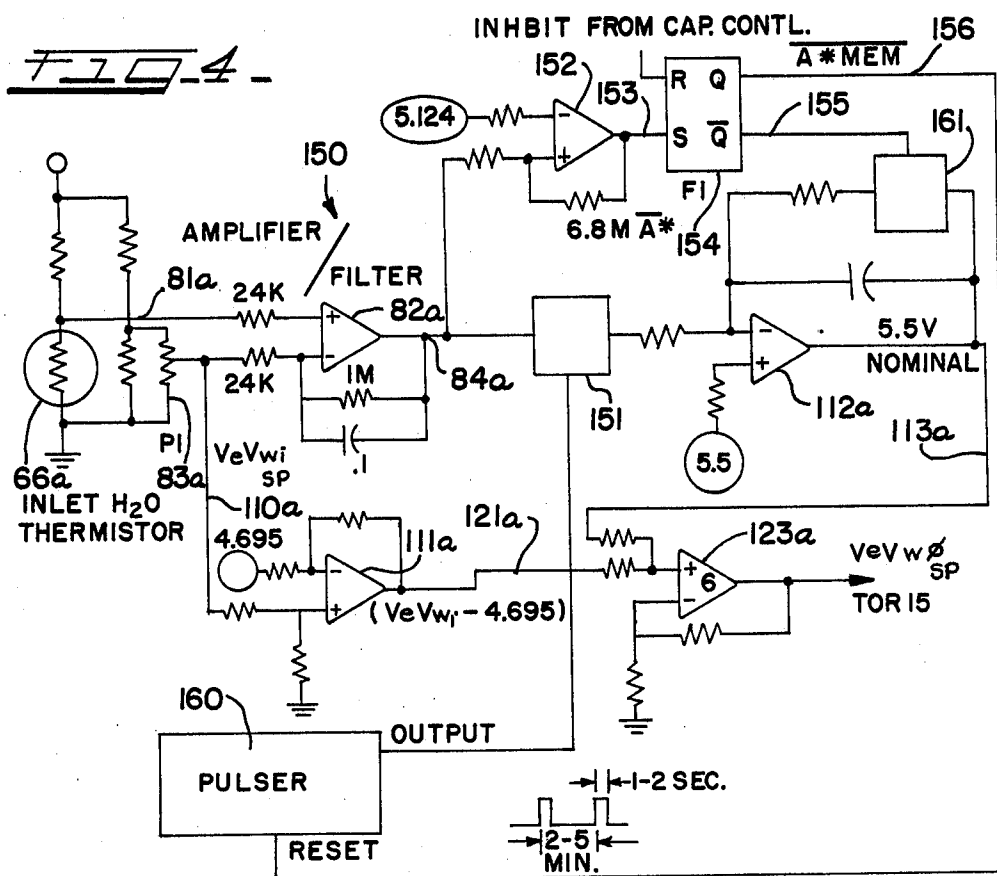 Fig. 4.
INHBIT FROM CAP. CONTL.
156
A*MEM
152
153
155
161
5.124
R Q
S Q
F1
154
6.8M A*
150
AMPLIFIER
FILTER
81a
24K
82a
84a
24K
1M
.1
151
5.5V
NOMINAL
112a
113a
5.5
66a
P1
83a
INLET H2O
THERMISTOR
VeVwi
SP
110a
4.695
111a
(VeVwi-4.695)
121a
123a
6
VeVwø
SP
TOR 15
160
PULSER
OUTPUT
RESET
1-2 SEC.
2-5
MIN.